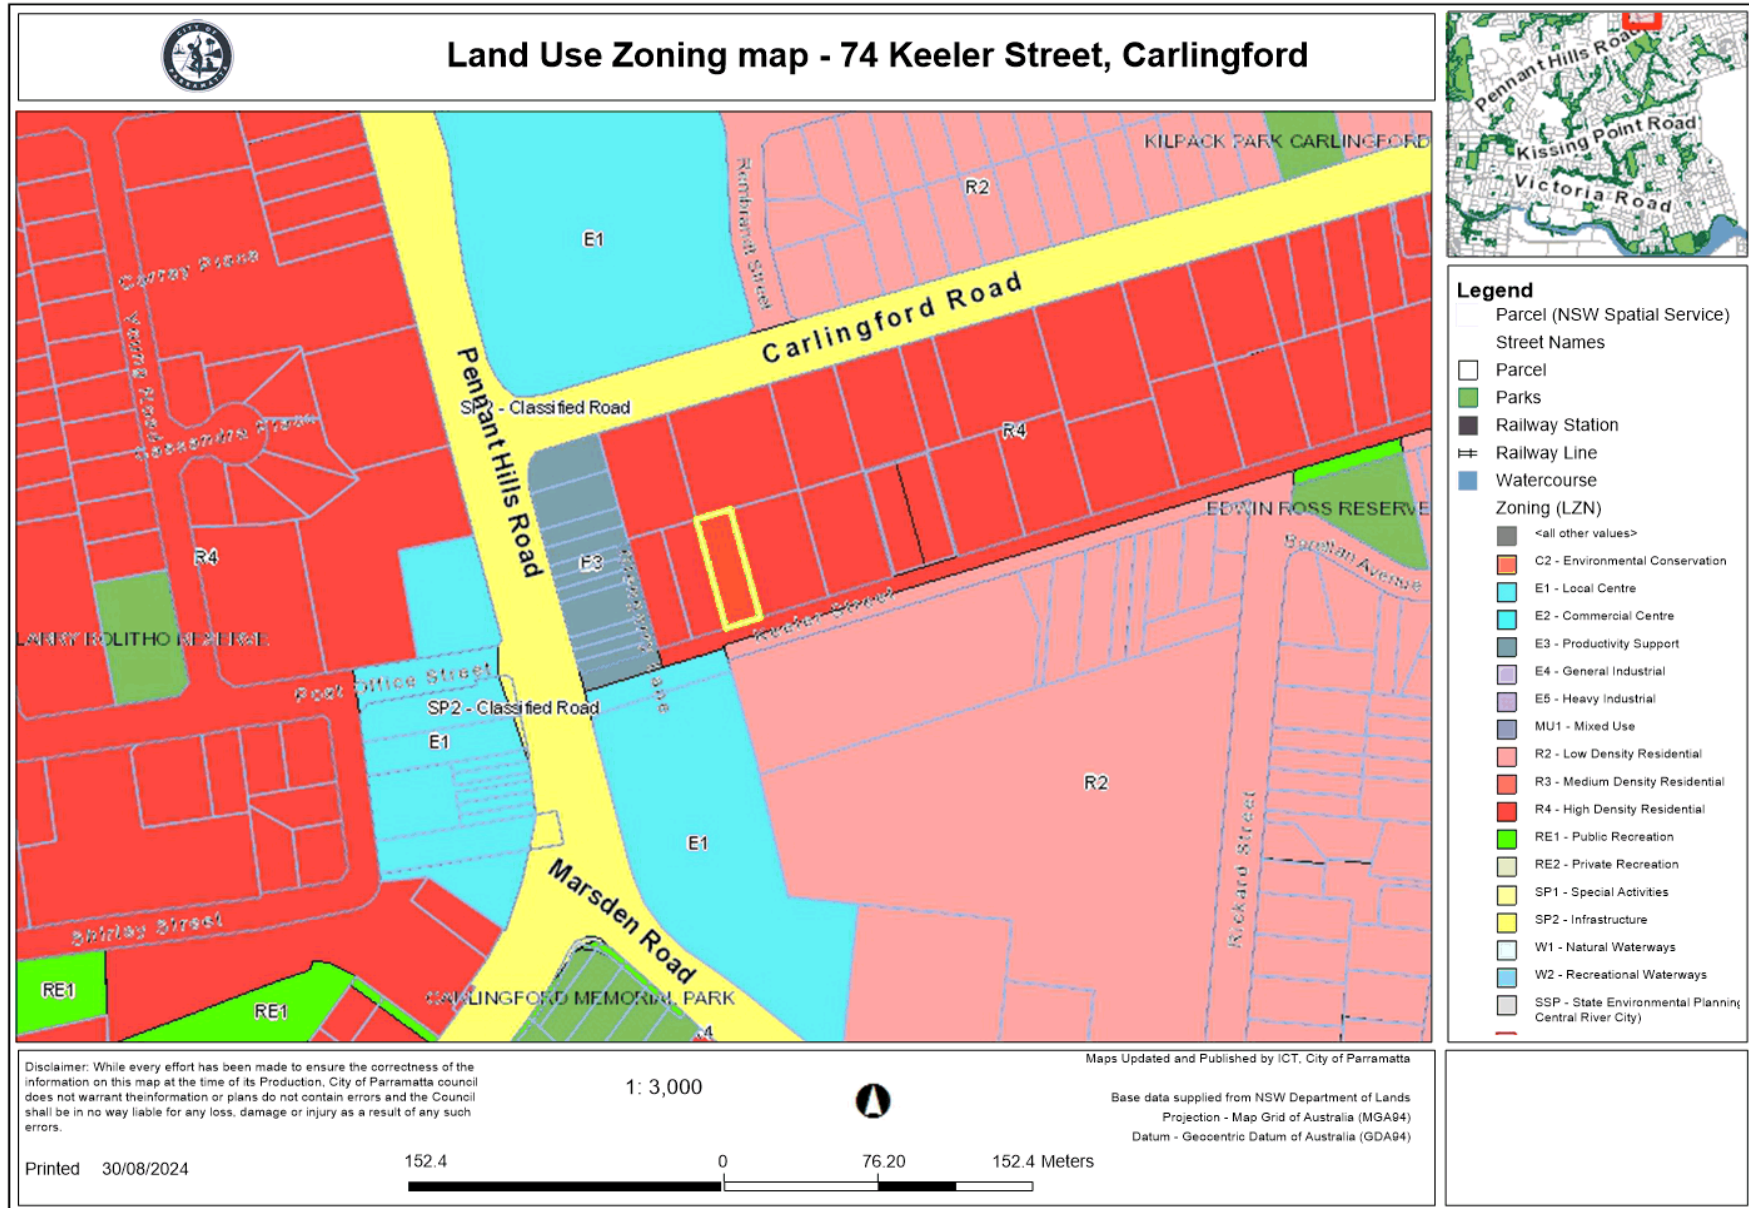 CITY OF
PARRAMATTA
Land Use Zoning map - 74 Keeler Street, Carlingford
Pennant Hills Road
Kissing Point Road
Victoria Road
KILPACK PARK CARLINGFORD
R2
Rembrandt Street
E1
Carlingford Road
Pennant Hills Road
- Classified Road
R4
Keeler Street
E3
Lane
EDWIN ROSS RESERVE
Avenue
R4
LARRY BOLITHO RESERVE
Cassandra Place
Post Office Street
SP2 - Classified Road
E1
E1
R2
Rickard Street
Marsden Road
Shirley Street
RE1
RE1
CARLINGFORD MEMORIAL PARK
Legend
Parcel (NSW Spatial Service)
Street Names
Parcel
Parks
Railway Station
Railway Line
Watercourse
Zoning (LZN)
<all other values>
C2 - Environmental Conservation
E1 - Local Centre
E2 - Commercial Centre
E3 - Productivity Support
E4 - General Industrial
E5 - Heavy Industrial
MU1 - Mixed Use
R2 - Low Density Residential
R3 - Medium Density Residential
R4 - High Density Residential
RE1 - Public Recreation
RE2 - Private Recreation
SP1 - Special Activities
SP2 - Infrastructure
W1 - Natural Waterways
W2 - Recreational Waterways
SSP - State Environmental Planning
Central River City)
Disclaimer: While every effort has been made to ensure the correctness of the
information on this map at the time of its Production, City of Parramatta council
does not warrant theinformation or plans do not contain errors and the Council
shall be in no way liable for any loss, damage or injury as a result of any such
errors.
Printed 30/08/2024
1: 3,000
152.4 0 76.20 152.4 Meters
Maps Updated and Published by ICT, City of Parramatta
Base data supplied from NSW Department of Lands
Projection - Map Grid of Australia (MGA94)
Datum - Geocentric Datum of Australia (GDA94)